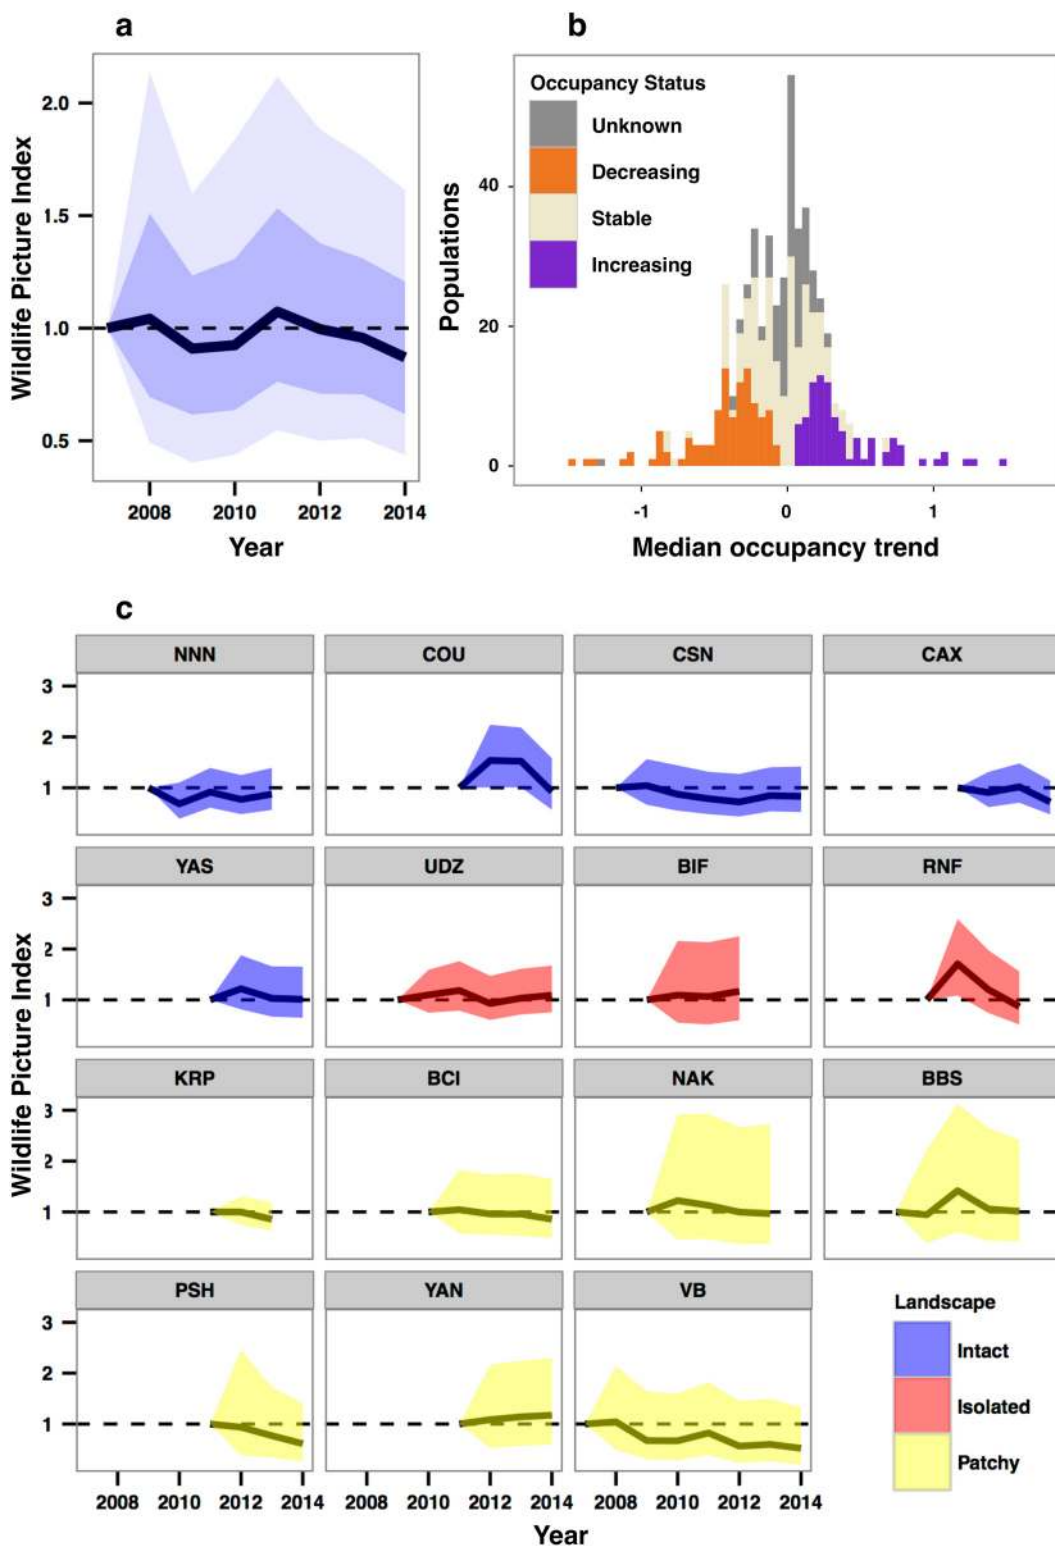 a
b
2.0
1.5
1.0
0.5
Wildlife Picture Index
2008 2010 2012 2014
Year
Occupancy Status
Unknown
Decreasing
Stable
Increasing
Populations
40
20
0
-1 0 1
Median occupancy trend
c
NNN COU CSN CAX
3
2
1
YAS UDZ BIF RNF
3
2
1
Wildlife Picture Index
KRP BCI NAK BBS
3
2
1
PSH YAN VB
3
2
1
Landscape
Intact
Isolated
Patchy
2008 2010 2012 2014 2008 2010 2012 2014 2008 2010 2012 2014
Year